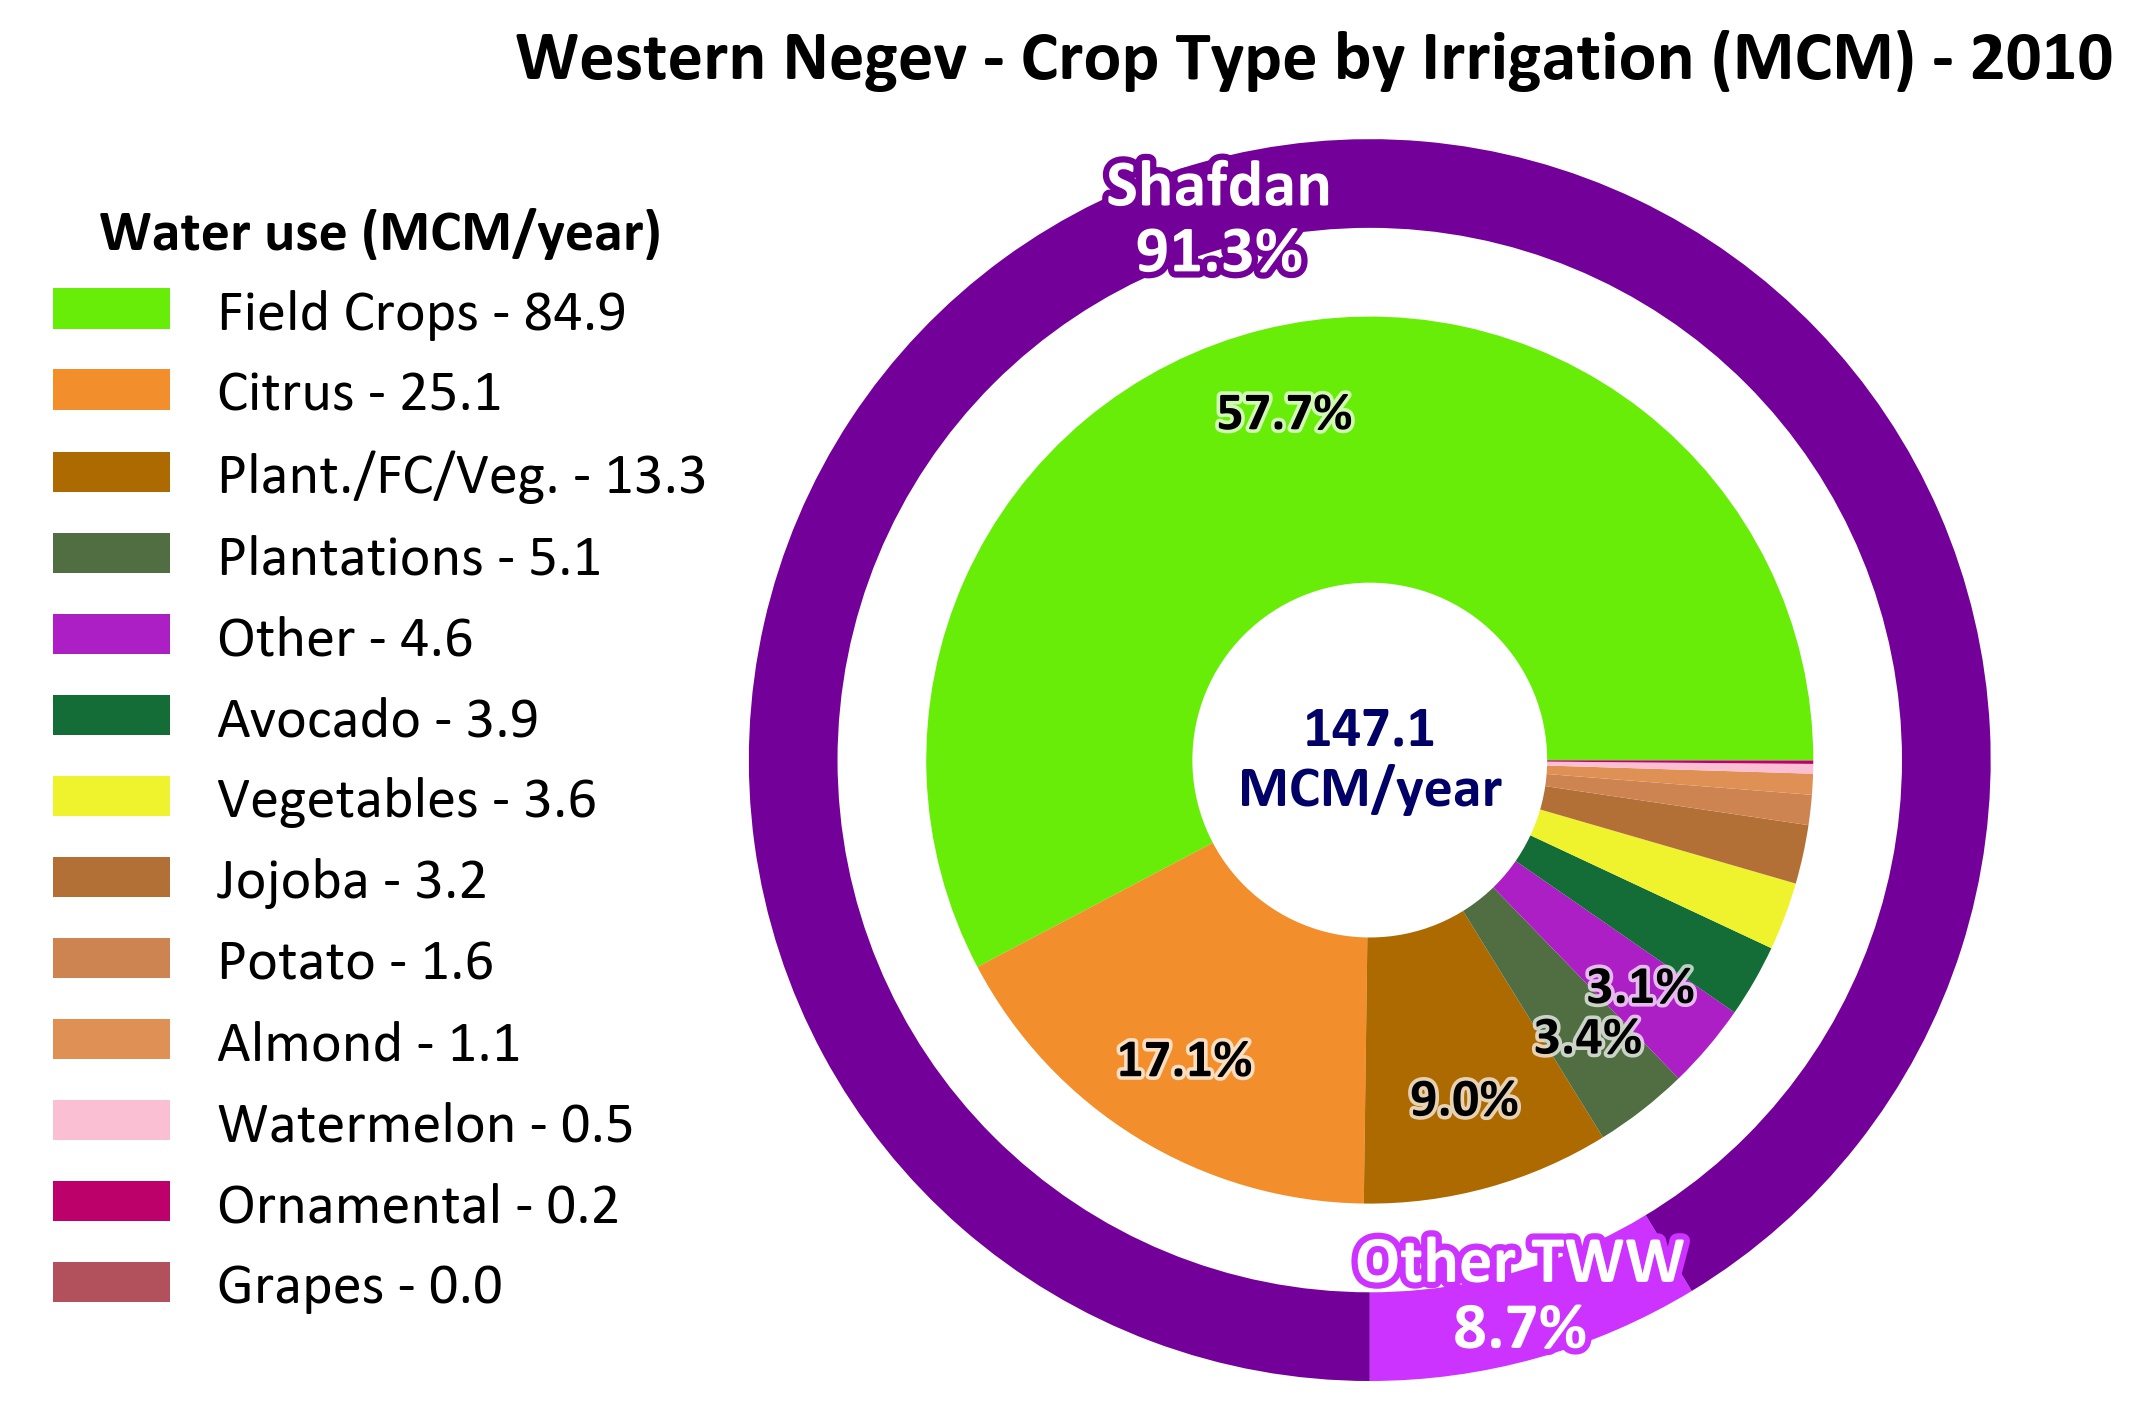 Western Negev - Crop Type by Irrigation (MCM) - 2010
Water use (MCM/year)
Field Crops - 84.9
Citrus - 25.1
Plant./FC/Veg. - 13.3
Plantations - 5.1
Other - 4.6
Avocado - 3.9
Vegetables - 3.6
Jojoba - 3.2
Potato - 1.6
Almond - 1.1
Watermelon - 0.5
Ornamental - 0.2
Grapes - 0.0
Shafdan
91.3%
57.7%
147.1
MCM/year
3.1%
3.4%
17.1%
9.0%
Other TWW
8.7%